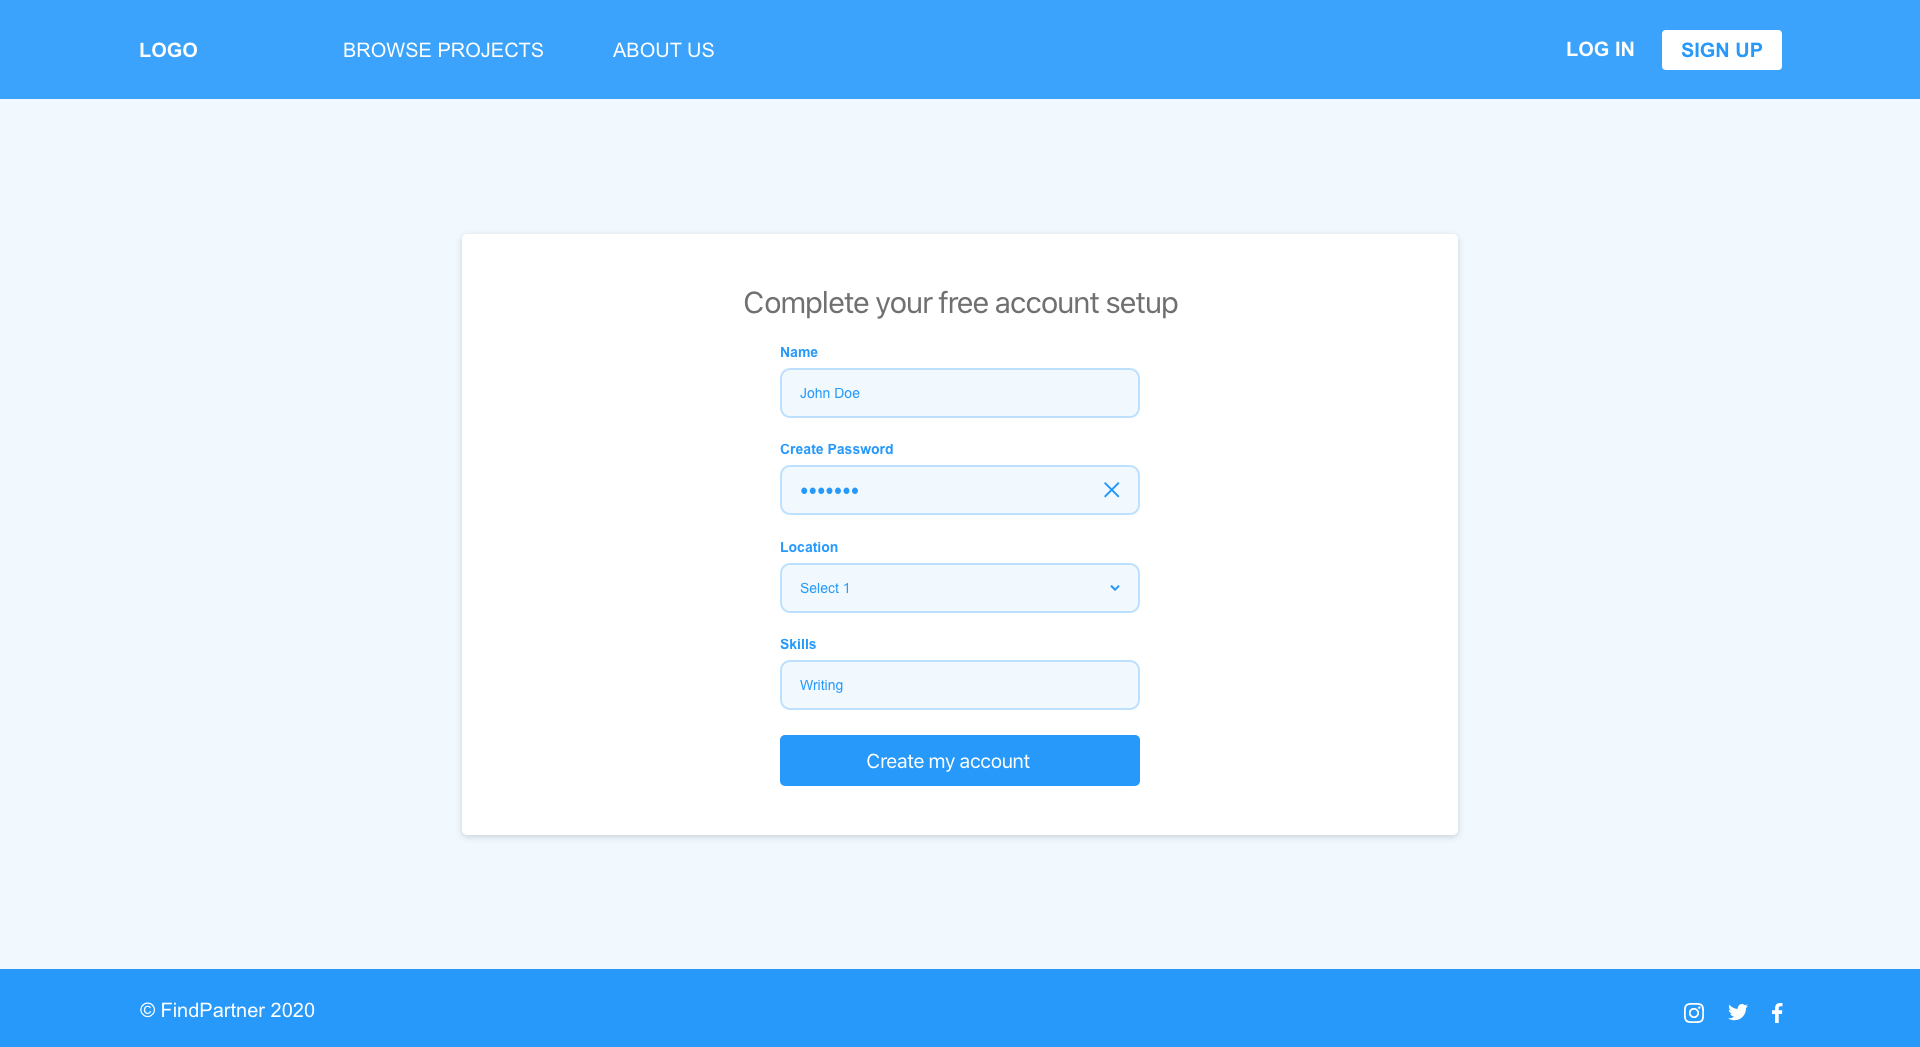 LOGO
BROWSE PROJECTS
ABOUT US
LOG IN
SIGN UP
Complete your free account setup
Name
John Doe
Create Password
•••••••
Location
Select 1
Skills
Writing
Create my account
© FindPartner 2020